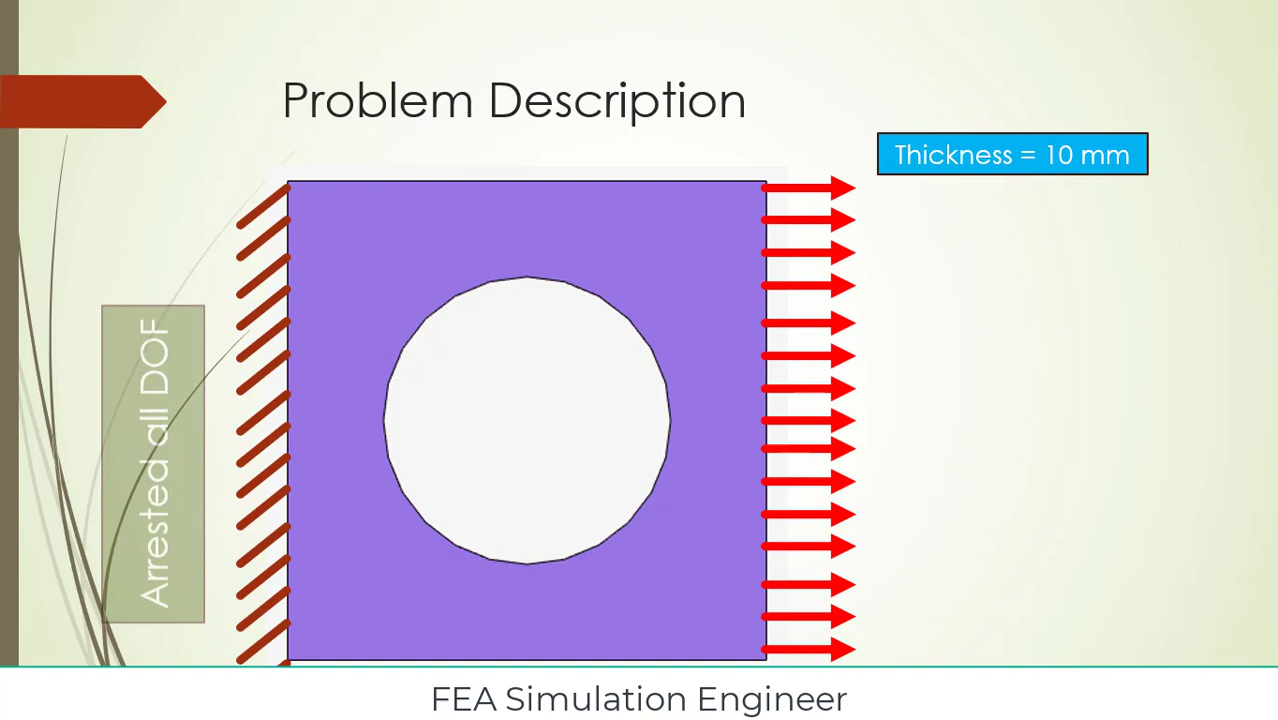 Problem Description
Thickness = 10 mm
Arrested all DOF
FEA Simulation Engineer